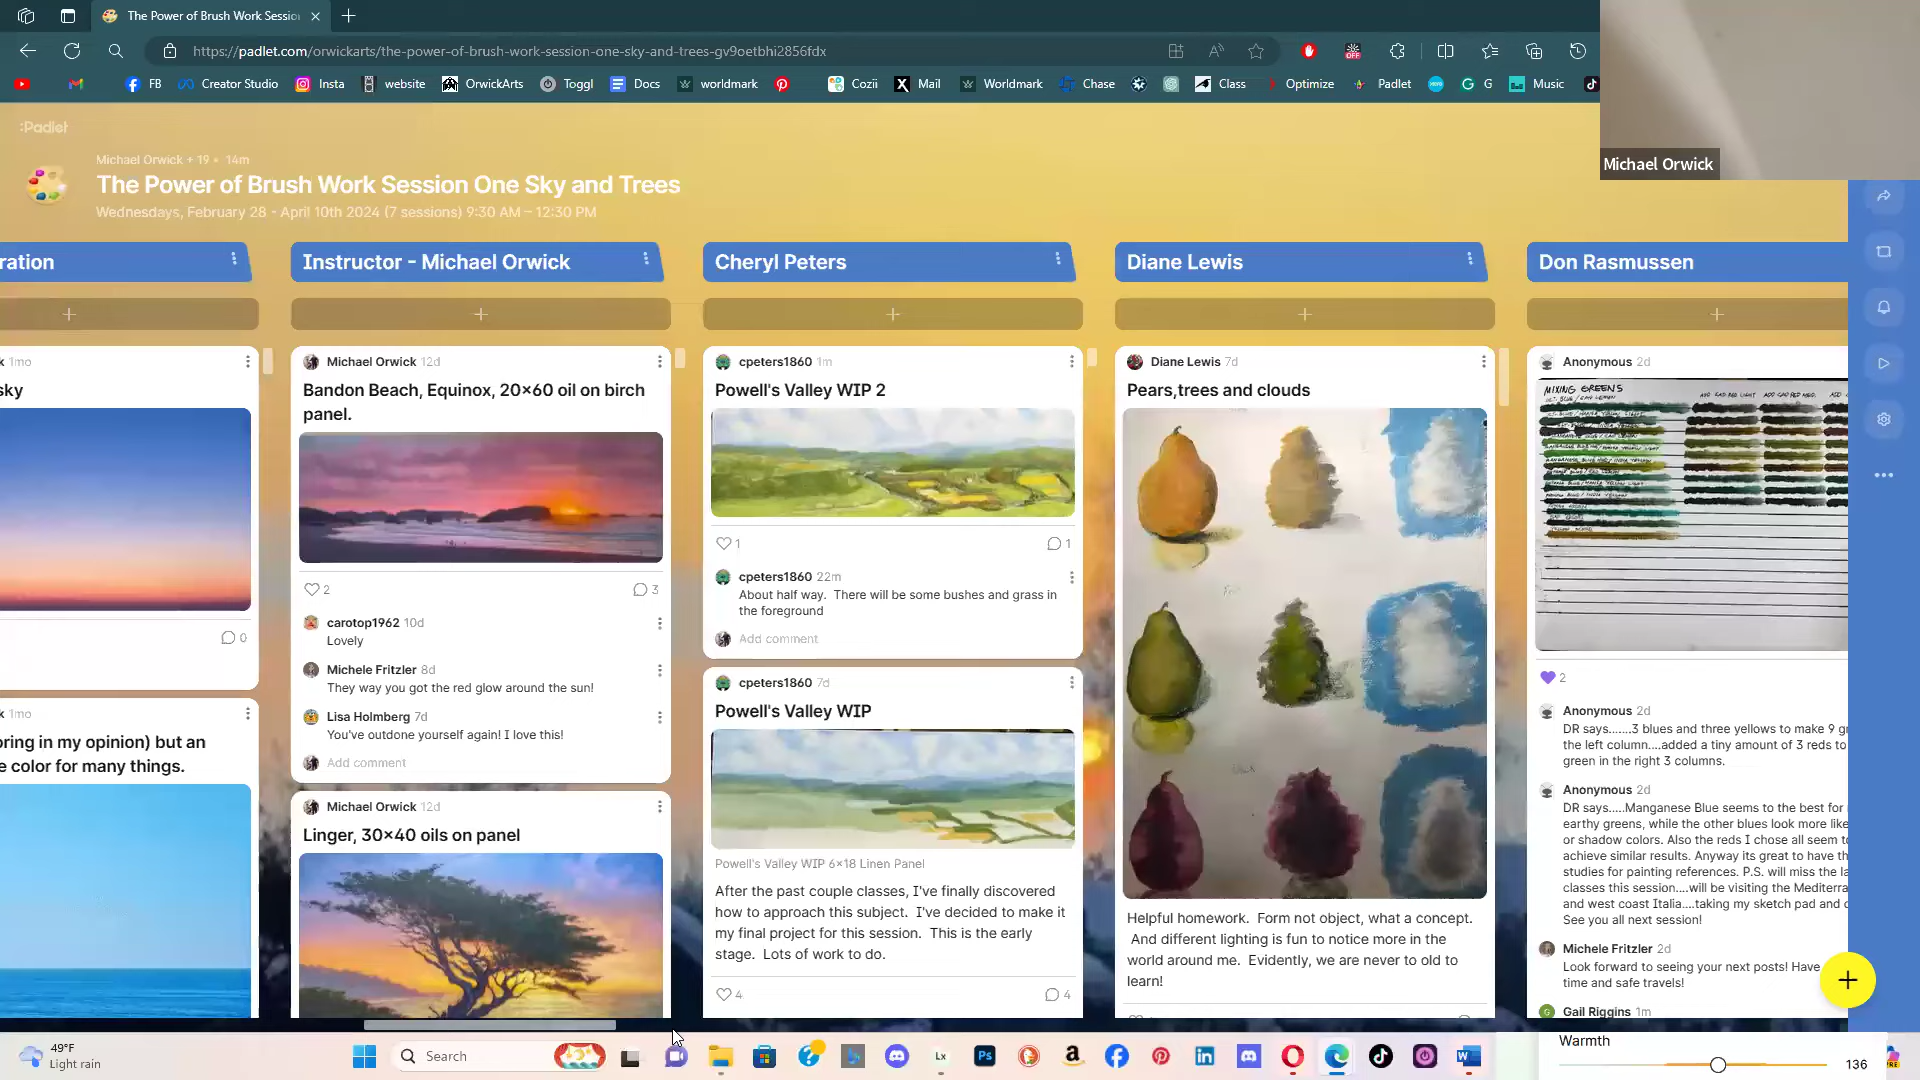 The Power of Brush Work Sessio
https://padlet.com/orwickarts/the-power-of-brush-work-session-one-sky-and-trees-gv9oetbhi2856fdx
FB
Creator Studio
Insta
website
OrwickArts
Toggl
Docs
worldmark
Cozii
Mail
Worldmark
Chase
Class
Optimize
Padlet
G
Music
OFF
Michael Orwick
:Padlet
Michael Orwick + 19 • 14m
The Power of Brush Work Session One Sky and Trees
Wednesdays, February 28 - April 10th 2024 (7 sessions) 9:30 AM – 12:30 PM
ration
Instructor - Michael Orwick
Cheryl Peters
Diane Lewis
Don Rasmussen
k 1mo
sky
0
k 1mo
oring in my opinion) but an
e color for many things.
Michael Orwick 12d
Bandon Beach, Equinox, 20×60 oil on birch
panel.
2
3
carotop1962 10d
Lovely
Michele Fritzler 8d
They way you got the red glow around the sun!
Lisa Holmberg 7d
You've outdone yourself again! I love this!
Add comment
Michael Orwick 12d
Linger, 30×40 oils on panel
cpeters1860 1m
Powell's Valley WIP 2
1
1
cpeters1860 22m
About half way. There will be some bushes and grass in
the foreground
Add comment
cpeters1860 7d
Powell's Valley WIP
Powell's Valley WIP 6×18 Linen Panel
After the past couple classes, I've finally discovered
how to approach this subject. I've decided to make it
my final project for this session. This is the early
stage. Lots of work to do.
4
4
Diane Lewis 7d
Pears,trees and clouds
Helpful homework. Form not object, what a concept.
And different lighting is fun to notice more in the
world around me. Evidently, we are never to old to
learn!
Anonymous 2d
MIXING GREENS
2
Anonymous 2d
DR says.......3 blues and three yellows to make 9 g
the left column....added a tiny amount of 3 reds to
green in the right 3 columns.
Anonymous 2d
DR says.....Manganese Blue seems to the best for
earthy greens, while the other blues look more like
or shadow colors. Also the reds I chose all seem to
achieve similar results. Anyway its great to have th
studies for painting references. P.S. will miss the la
classes this session....will be visiting the Mediterra
and west coast Italia....taking my sketch pad and c
See you all next session!
Michele Fritzler 2d
Look forward to seeing your next posts! Have
time and safe travels!
Gail Riggins 1m
Warmth
136
49°F
Light rain
Search